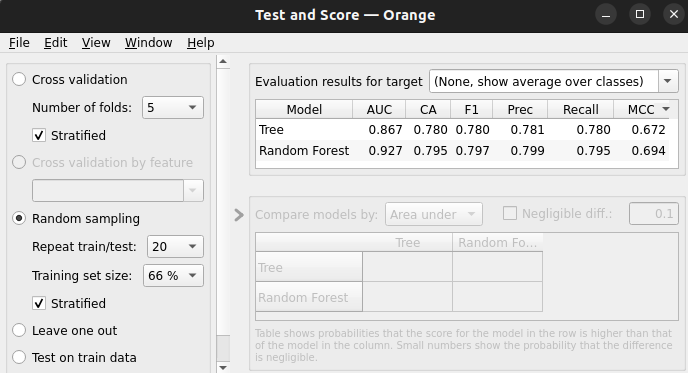 Test and Score — Orange
File Edit View Window Help
Cross validation
Number of folds: 5
Stratified
Cross validation by feature
Random sampling
Repeat train/test: 20
Training set size: 66 %
Stratified
Leave one out
Test on train data
Evaluation results for target (None, show average over classes)
Model AUC CA F1 Prec Recall MCC
Tree 0.867 0.780 0.780 0.781 0.780 0.672
Random Forest 0.927 0.795 0.797 0.799 0.795 0.694
Compare models by: Area under Negligible diff.: 0.1
Tree Random Fo...
Tree
Random Forest
Table shows probabilities that the score for the model in the row is higher than that
of the model in the column. Small numbers show the probability that the difference
is negligible.